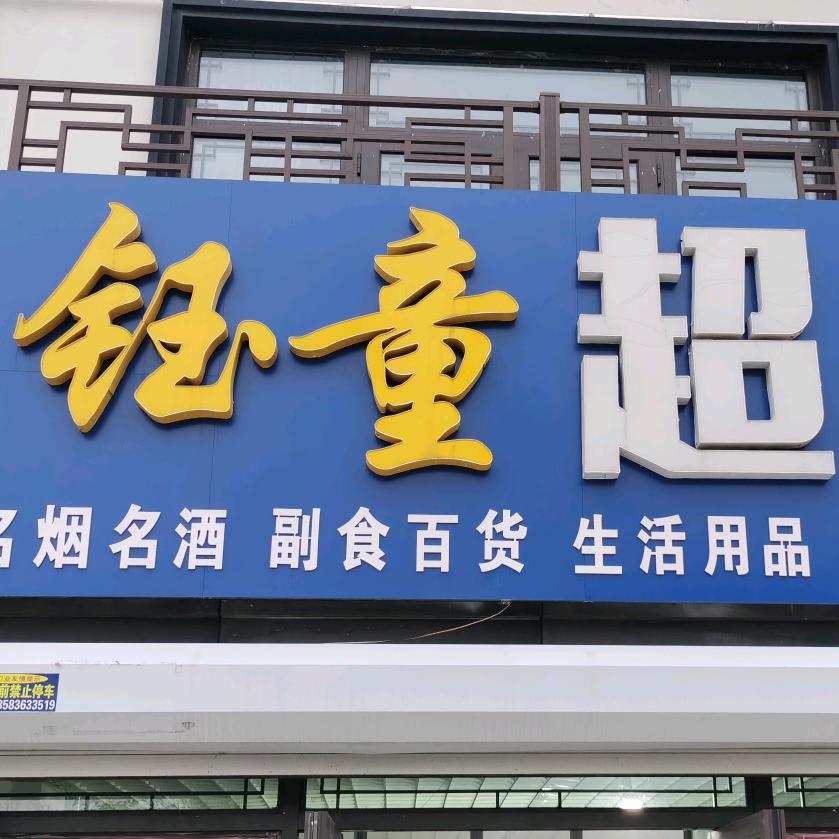 钰童超
名烟名酒 副食百货 生活用品
前禁止停车
3583633519